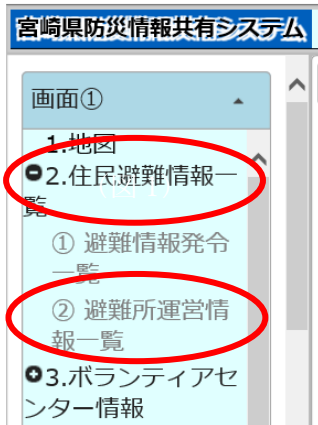 宮崎県防災情報共有システム
画面①
1.地図
2.住民避難情報一
覧
① 避難情報発令
一覧
② 避難所運営情
報一覧
3.ボランティアセ
ンター情報